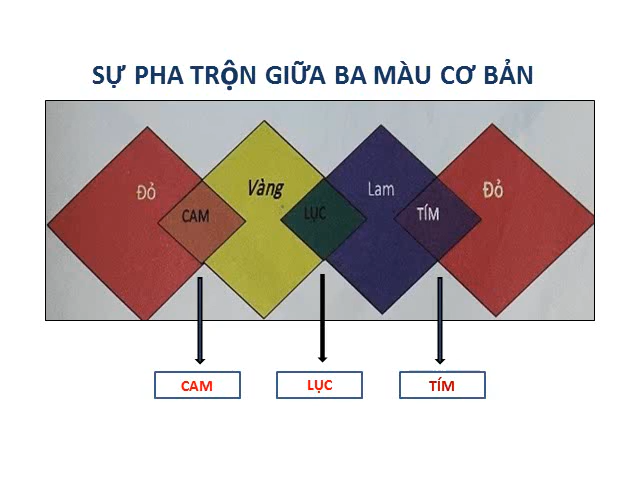 SỰ PHA TRỘN GIỮA BA MÀU CƠ BẢN
Đỏ
CAM
Vàng
LỤC
Lam
TÍM
Đỏ
CAM
LỤC
TÍM